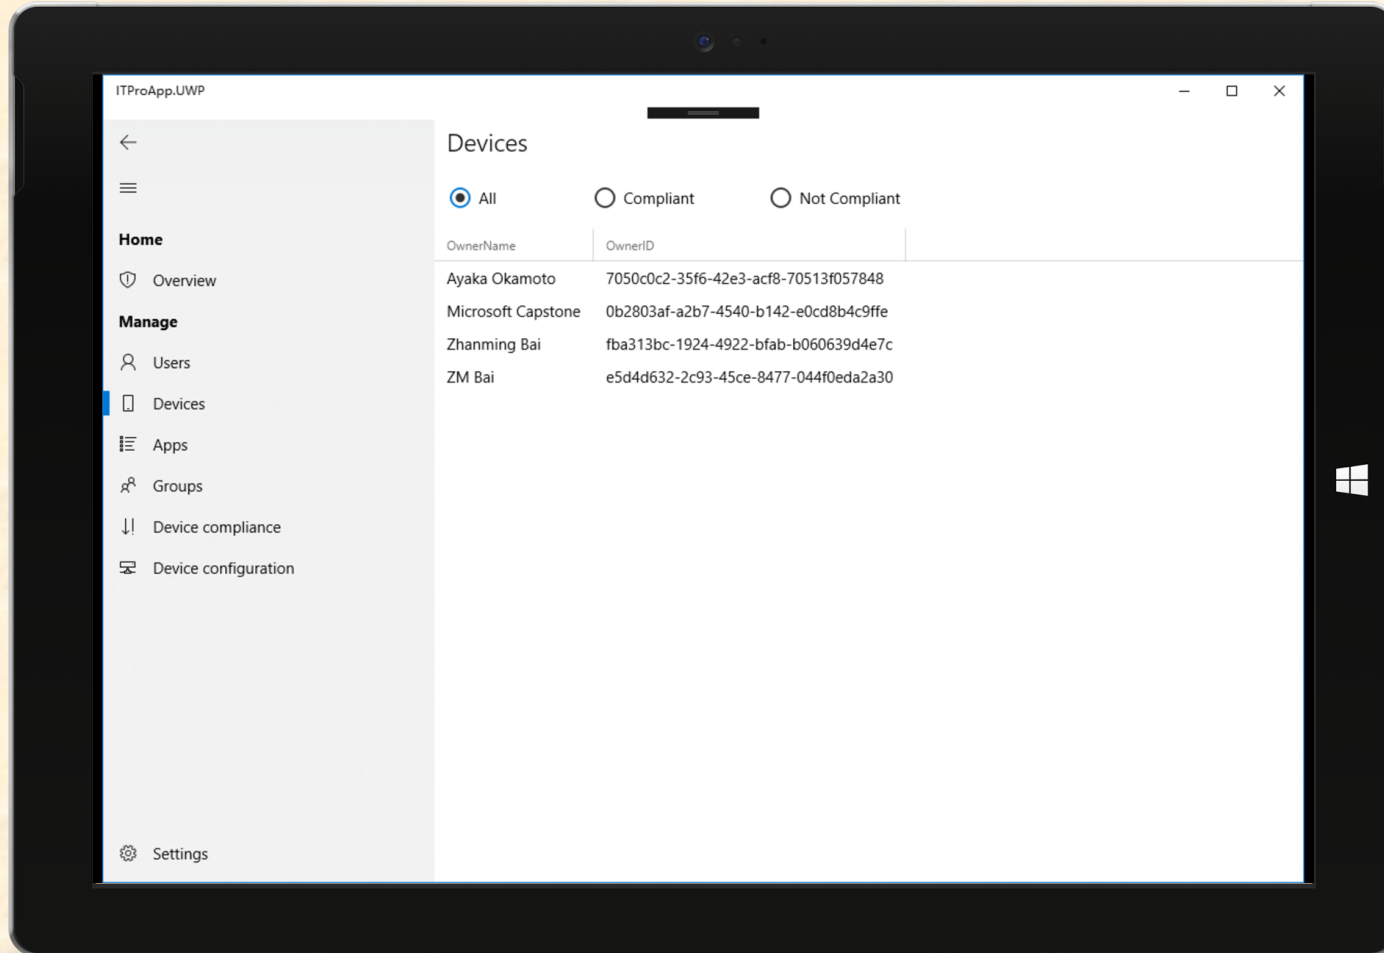 ITProApp.UWP
Home
Overview
Manage
Users
Devices
Apps
Groups
Device compliance
Device configuration
Settings
Devices
All Compliant Not Compliant
OwnerName OwnerID
Ayaka Okamoto 7050c0c2-35f6-42e3-acf8-70513f057848
Microsoft Capstone 0b2803af-a2b7-4540-b142-e0cd8b4c9ffe
Zhanming Bai fba313bc-1924-4922-bfab-b060639d4e7c
ZM Bai e5d4d632-2c93-45ce-8477-044f0eda2a30